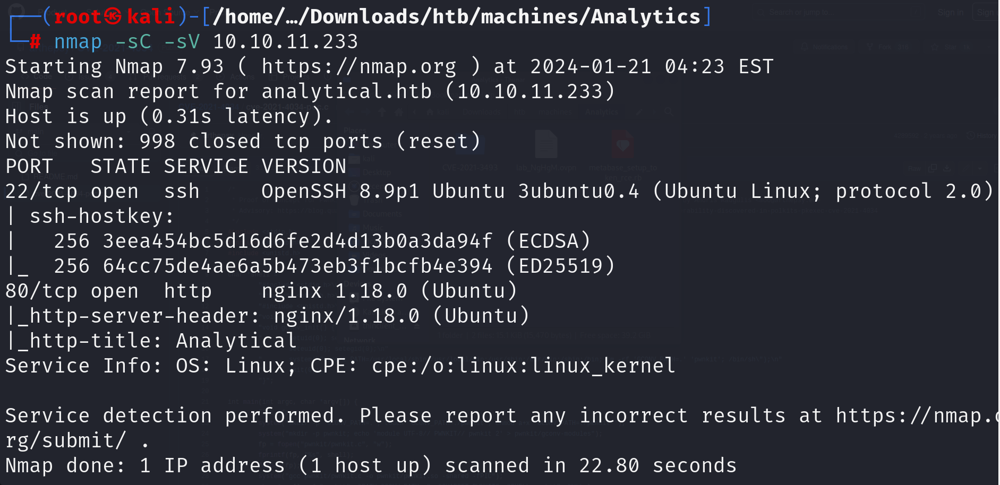 ┌──(root㉿kali)-[/home/…/Downloads/htb/machines/Analytics]
└─# nmap -sC -sV 10.10.11.233
Starting Nmap 7.93 ( https://nmap.org ) at 2024-01-21 04:23 EST
Nmap scan report for analytical.htb (10.10.11.233)
Host is up (0.31s latency).
Not shown: 998 closed tcp ports (reset)
PORT   STATE SERVICE VERSION
22/tcp open  ssh     OpenSSH 8.9p1 Ubuntu 3ubuntu0.4 (Ubuntu Linux; protocol 2.0)
| ssh-hostkey:
|   256 3eea454bc5d16d6fe2d4d13b0a3da94f (ECDSA)
|_  256 64cc75de4ae6a5b473eb3f1bcfb4e394 (ED25519)
80/tcp open  http    nginx 1.18.0 (Ubuntu)
|_http-server-header: nginx/1.18.0 (Ubuntu)
|_http-title: Analytical
Service Info: OS: Linux; CPE: cpe:/o:linux:linux_kernel
Service detection performed. Please report any incorrect results at https://nmap.o
rg/submit/ .
Nmap done: 1 IP address (1 host up) scanned in 22.80 seconds